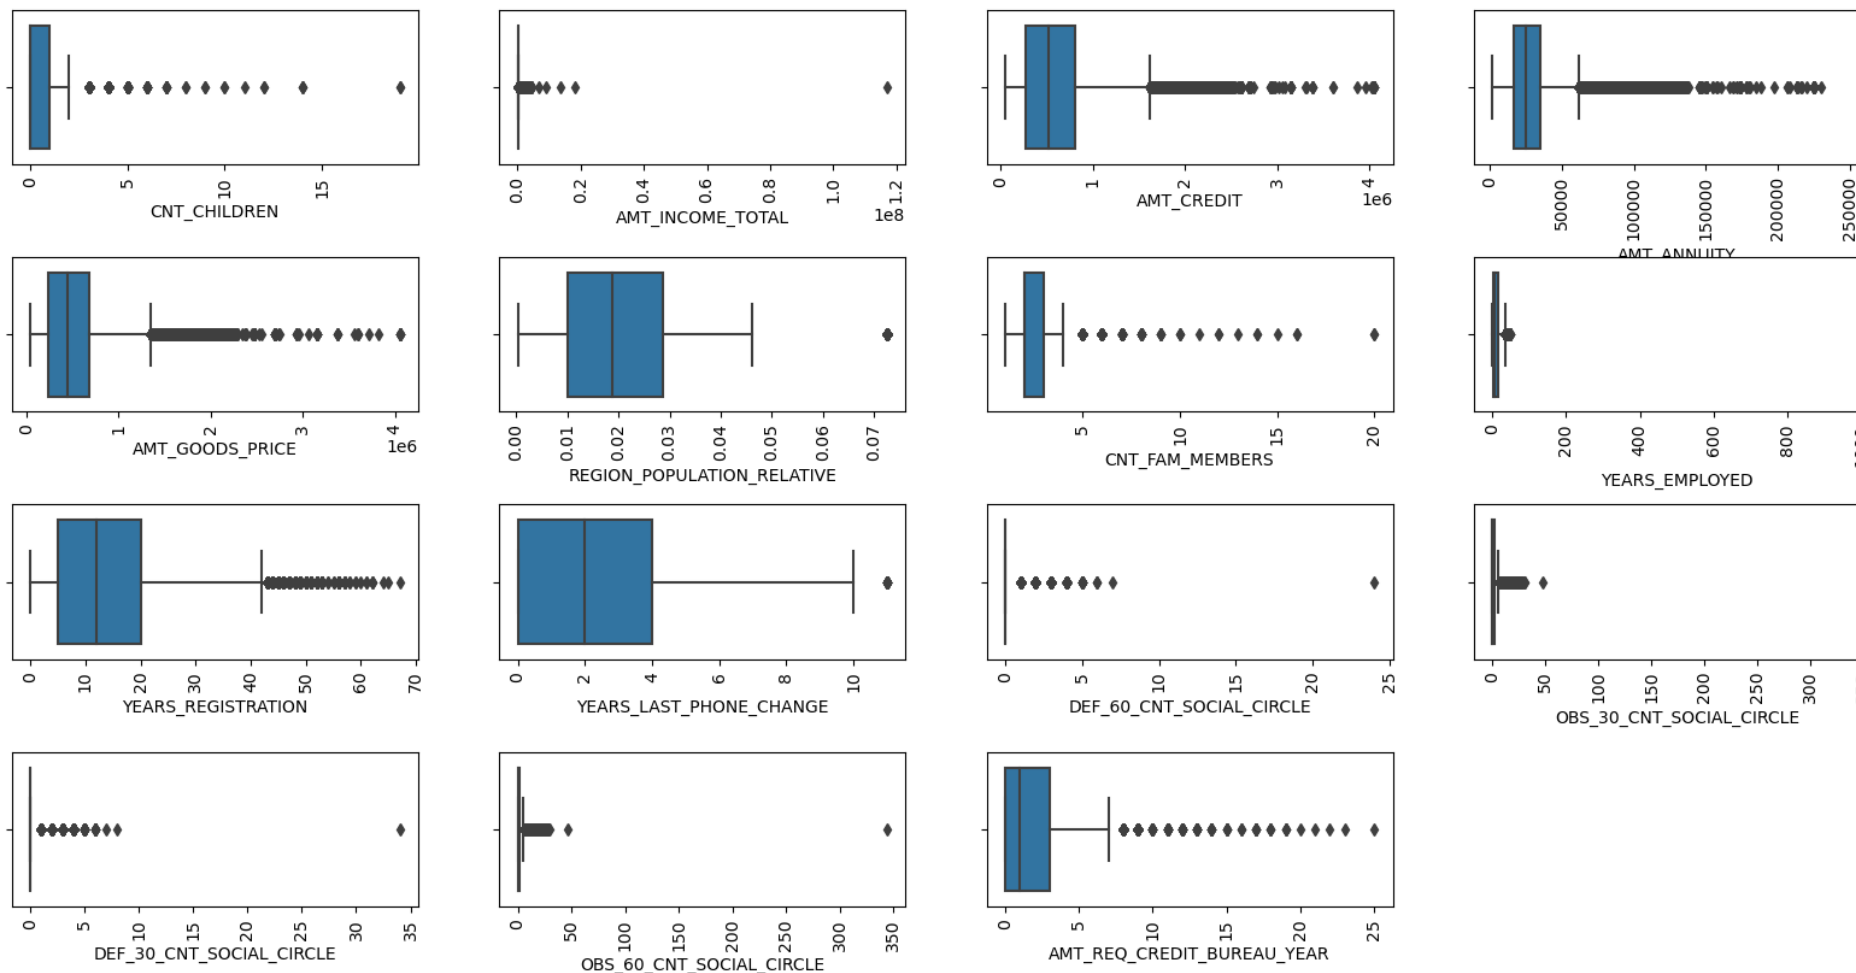 0 5 10 15
CNT_CHILDREN
0.0 0.2 0.4 0.6 0.8 1.0 1.2
1e8
AMT_INCOME_TOTAL
0 1 2 3 4
1e6
AMT_CREDIT
0 50000 100000 150000 200000
AMT_ANNUITY
0 1 2 3 4
1e6
AMT_GOODS_PRICE
0.00 0.01 0.02 0.03 0.04 0.05 0.06 0.07
REGION_POPULATION_RELATIVE
5 10 15 20
CNT_FAM_MEMBERS
0 200 400 600 800
YEARS_EMPLOYED
0 10 20 30 40 50 60 70
YEARS_REGISTRATION
0 2 4 6 8 10
YEARS_LAST_PHONE_CHANGE
0 5 10 15 20 25
DEF_60_CNT_SOCIAL_CIRCLE
0 50 100 150 200 250 300
OBS_30_CNT_SOCIAL_CIRCLE
0 5 10 15 20 25 30 35
DEF_30_CNT_SOCIAL_CIRCLE
0 50 100 150 200 250 300 350
OBS_60_CNT_SOCIAL_CIRCLE
0 5 10 15 20 25
AMT_REQ_CREDIT_BUREAU_YEAR